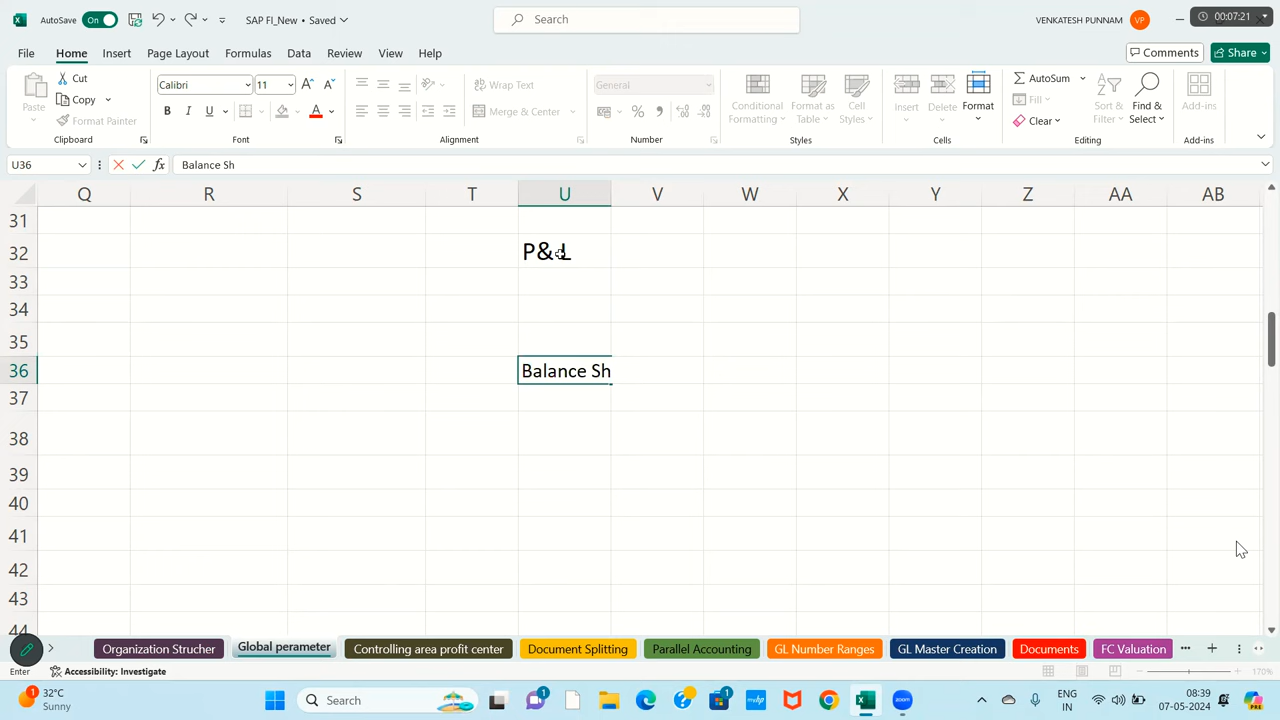 AutoSave On SAP FI_New • Saved Search VENKATESH PUNNAM VP 00:07:21
File Home Insert Page Layout Formulas Data Review View Help Comments Share
Paste Cut Copy Format Painter Clipboard
Calibri 11 B I U Font
Wrap Text Merge & Center Alignment
General % Number
Conditional Formatting Format as Table Cell Styles Styles
Insert Delete Format Cells
AutoSum Fill Clear Sort & Filter Find & Select Editing
Add-ins Add-ins
U36 fx Balance Sh
Q R S T U V W X Y Z AA AB
31
32 P&L
33
34
35
36 Balance Sh
37
38
39
40
41
42
43
44
Organization Strucher Global perameter Controlling area profit center Document Splitting Parallel Accounting GL Number Ranges GL Master Creation Documents FC Valuation
Enter Accessibility: Investigate 170%
32°C
Sunny
Search
ENG
IN
08:39
07-05-2024